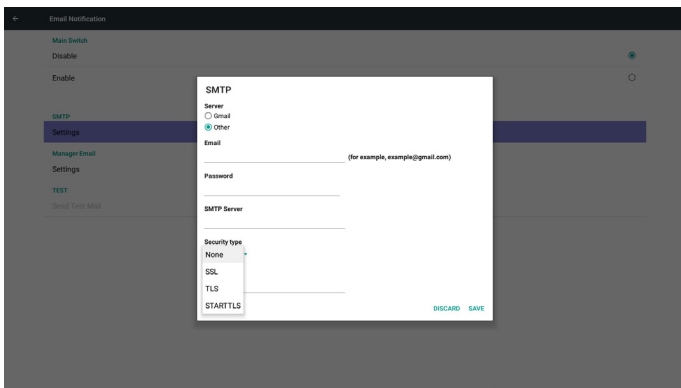 Email Notification
Main Switch
Disable
Enable
SMTP
Settings
Manager Email
Settings
TEST
Send Test Mail
SMTP
Server
Gmail
Other
Email
(for example, example@gmail.com)
Password
SMTP Server
Security type
None
SSL
TLS
STARTTLS
DISCARD SAVE